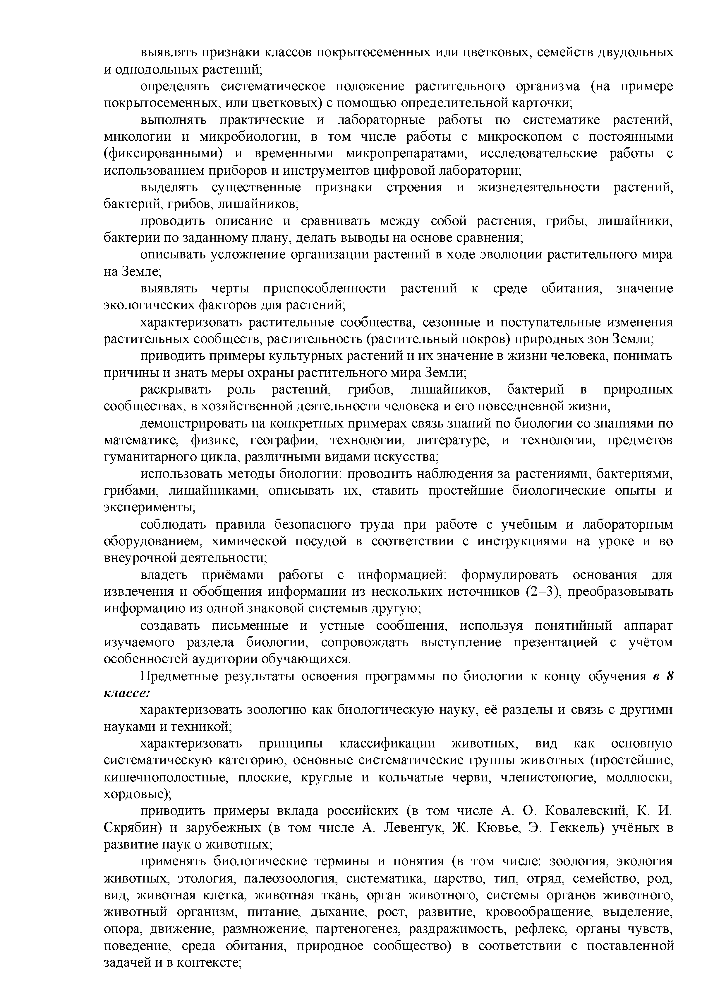 выявлять признаки классов покрытосеменных или цветковых, семейств двудольных
и однодольных растений;
определять систематическое положение растительного организма (на примере
покрытосеменных, или цветковых) с помощью определительной карточки;
выполнять практические и лабораторные работы по систематике растений,
микологии и микробиологии, в том числе работы с микроскопом с постоянными
(фиксированными) и временными микропрепаратами, исследовательские работы с
использованием приборов и инструментов цифровой лаборатории;
выделять существенные признаки строения и жизнедеятельности растений,
бактерий, грибов, лишайников;
проводить описание и сравнивать между собой растения, грибы, лишайники,
бактерии по заданному плану, делать выводы на основе сравнения;
описывать усложнение организации растений в ходе эволюции растительного мира
на Земле;
выявлять черты приспособленности растений к среде обитания, значение
экологических факторов для растений;
характеризовать растительные сообщества, сезонные и поступательные изменения
растительных сообществ, растительность (растительный покров) природных зон Земли;
приводить примеры культурных растений и их значение в жизни человека, понимать
причины и знать меры охраны растительного мира Земли;
раскрывать роль растений, грибов, лишайников, бактерий в природных
сообществах, в хозяйственной деятельности человека и его повседневной жизни;
демонстрировать на конкретных примерах связь знаний по биологии со знаниями по
математике, физике, географии, технологии, литературе, и технологии, предметов
гуманитарного цикла, различными видами искусства;
использовать методы биологии: проводить наблюдения за растениями, бактериями,
грибами, лишайниками, описывать их, ставить простейшие биологические опыты и
эксперименты;
соблюдать правила безопасного труда при работе с учебным и лабораторным
оборудованием, химической посудой в соответствии с инструкциями на уроке и во
внеурочной деятельности;
владеть приёмами работы с информацией: формулировать основания для
извлечения и обобщения информации из нескольких источников (2–3), преобразовывать
информацию из одной знаковой системыв другую;
создавать письменные и устные сообщения, используя понятийный аппарат
изучаемого раздела биологии, сопровождать выступление презентацией с учётом
особенностей аудитории обучающихся.
Предметные результаты освоения программы по биологии к концу обучения в 8
классе:
характеризовать зоологию как биологическую науку, её разделы и связь с другими
науками и техникой;
характеризовать принципы классификации животных, вид как основную
систематическую категорию, основные систематические группы животных (простейшие,
кишечнополостные, плоские, круглые и кольчатые черви, членистоногие, моллюски,
хордовые);
приводить примеры вклада российских (в том числе А. О. Ковалевский, К. И.
Скрябин) и зарубежных (в том числе А. Левенгук, Ж. Кювье, Э. Геккель) учёных в
развитие наук о животных;
применять биологические термины и понятия (в том числе: зоология, экология
животных, этология, палеозоология, систематика, царство, тип, отряд, семейство, род,
вид, животная клетка, животная ткань, орган животного, системы органов животного,
животный организм, питание, дыхание, рост, развитие, кровообращение, выделение,
опора, движение, размножение, партеногенез, раздражимость, рефлекс, органы чувств,
поведение, среда обитания, природное сообщество) в соответствии с поставленной
задачей и в контексте;